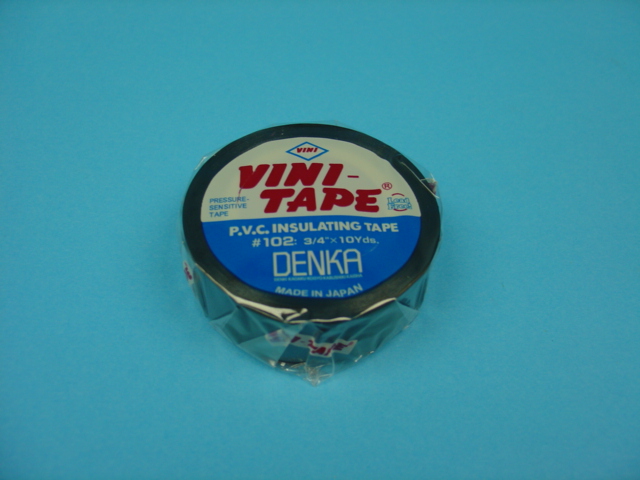 VINI
VINI-
TAPE®
PRESSURE-
SENSITIVE
TAPE
P.V.C. INSULATING TAPE
#102: 3/4"×10Yds.
DENKA
MADE IN JAPAN